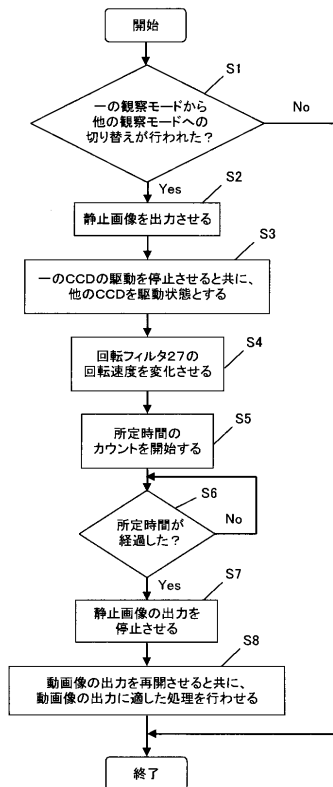 開始
S1
一の観察モードから
他の観察モードへの
切り替えが行われた?
No
Yes
S2
静止画像を出力させる
S3
一のCCDの駆動を停止させると共に、
他のCCDを駆動状態とする
S4
回転フィルタ27の
回転速度を変化させる
S5
所定時間の
カウントを開始する
S6
所定時間が
経過した?
No
Yes
S7
静止画像の出力を
停止させる
S8
動画像の出力を再開させると共に、
動画像の出力に適した処理を行わせる
終了